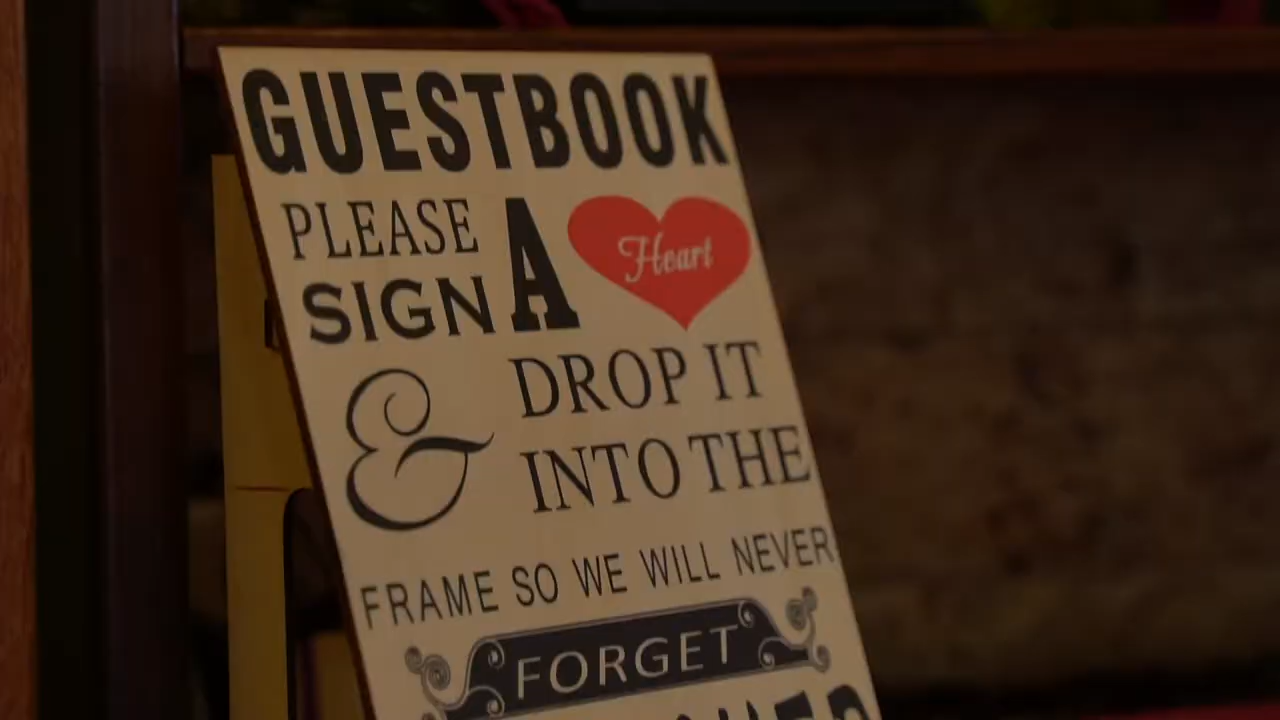 GUESTBOOK
PLEASE
SIGN A Heart
& DROP IT
INTO THE
FRAME SO WE WILL NEVER
FORGET